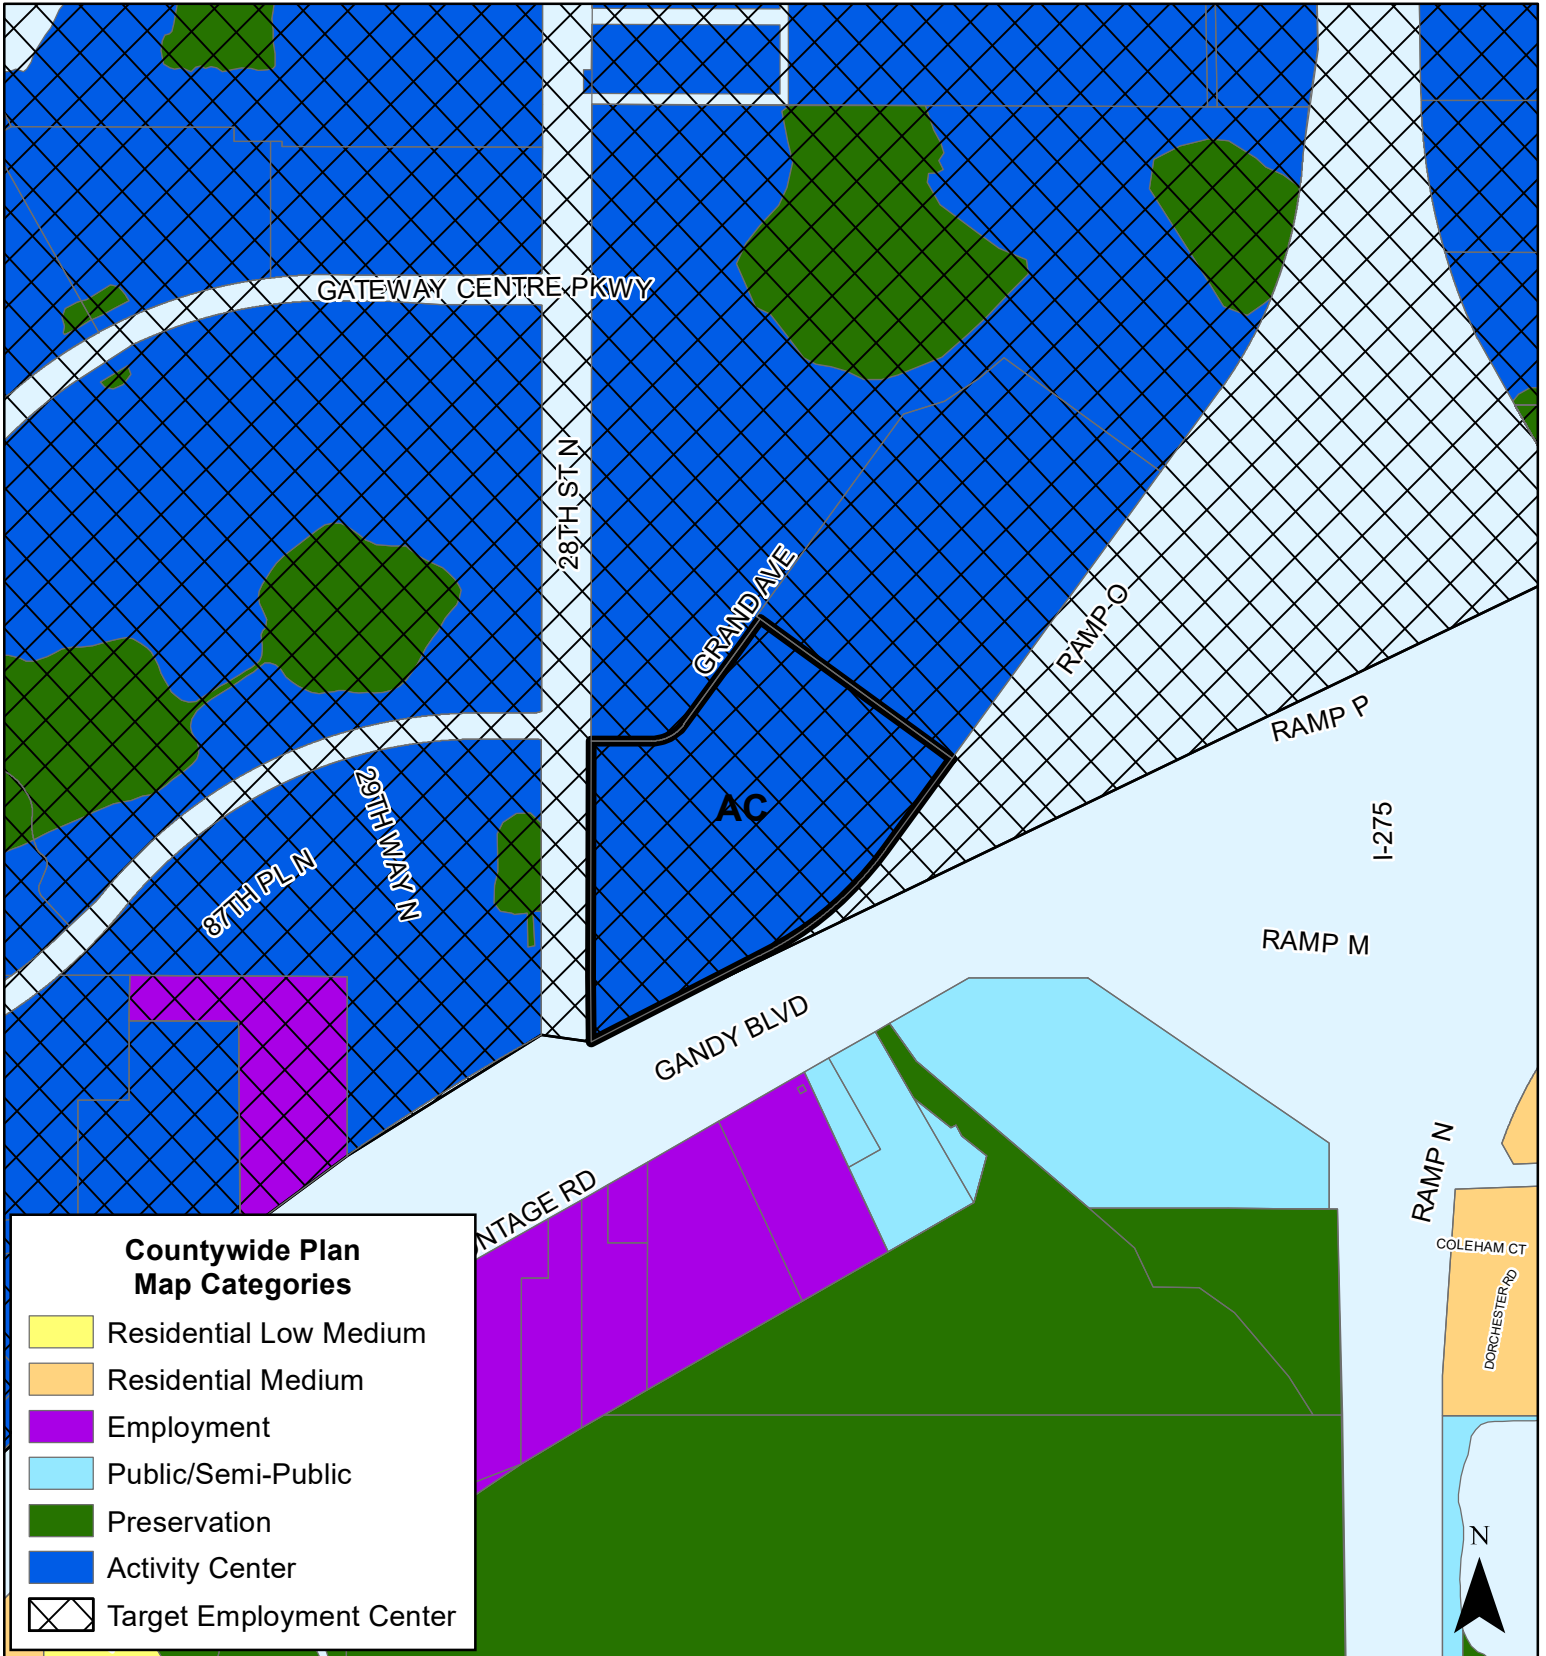 GATEWAY CENTRE PKWY
28TH ST N
GRAND AVE
RAMP O
RAMP P
I-275
AC
29TH WAY N
87TH PL N
RAMP M
GANDY BLVD
RAMP N
NTAGE RD
COLEHAM CT
DORCHESTER RD
Countywide Plan
Map Categories
Residential Low Medium
Residential Medium
Employment
Public/Semi-Public
Preservation
Activity Center
Target Employment Center
N